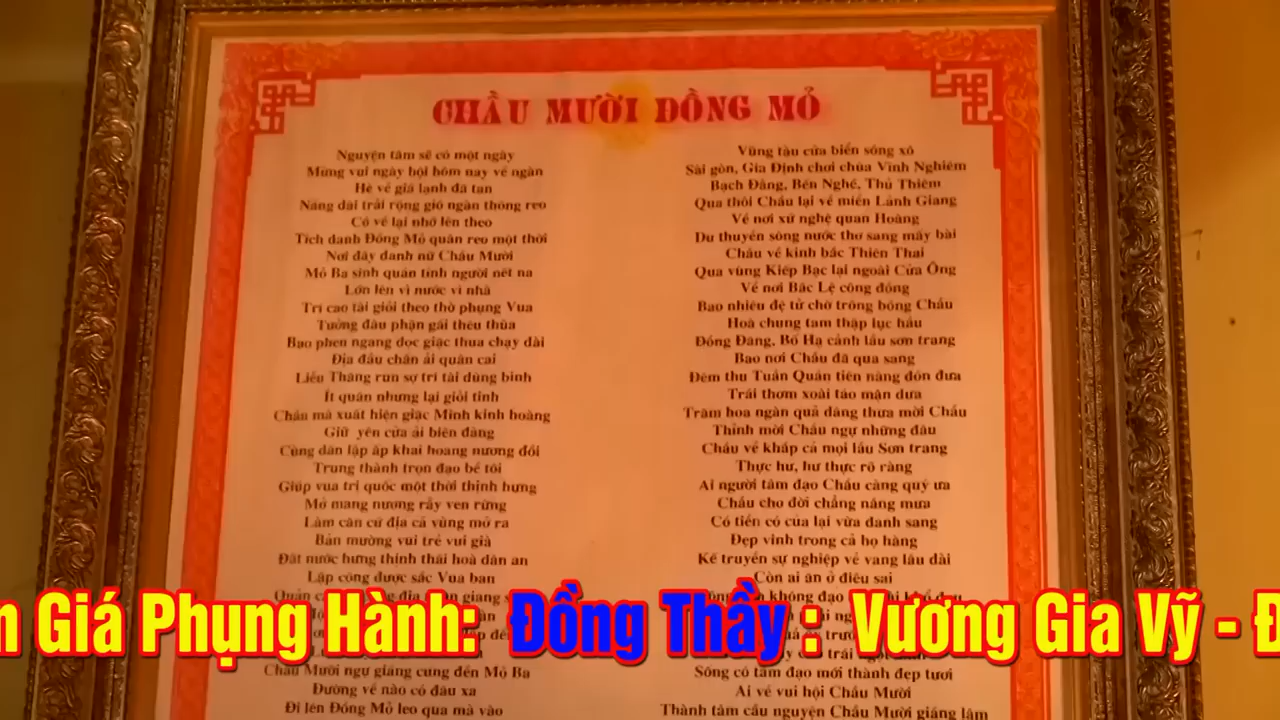 CHẦU MƯỜI ĐỒNG MỎ
Nguyện tâm sẽ có một ngày
Mừng vui ngày hội hôm nay về ngàn
Hè về giá lạnh đã tan
Nắng dài trải rộng gió ngàn thông reo
Cỏ về lại nhớ lên theo
Tích danh Đồng Mỏ quân reo một thời
Nơi đây danh nữ Chầu Mười
Mỏ Ba sinh quán tính người nết na
Lớn lên vì nước vì nhà
Trí cao tài giỏi theo thờ phụng Vua
Tưởng đâu phận gái thêu thùa
Bao phen ngang dọc giặc thua chạy dài
Địa đầu chân ải quân cai
Liễu Thăng run sợ trí tài dùng binh
Ít quân nhưng lại giỏi tinh
Chầu mà xuất hiện giặc Minh kinh hoàng
Giữ yên cửa ải biên đăng
Cùng dân lập ấp khai hoang nương đồi
Trung thành trọn đạo bề tôi
Giúp vua trị quốc một thời thịnh hưng
Mở mang nương rẫy ven rừng
Làm căn cứ địa cả vùng mở ra
Bản mường vui trẻ vui già
Đất nước hưng thịnh thái hoà dân an
Lập công được sắc Vua ban
Quản địa giang
Chầu Mười ngự giáng cung đền Mỏ Ba
Đường về nào có đâu xa
Đi lên Đồng Mỏ leo qua mà vào
Vũng tàu cửa biển sóng xô
Sài gòn, Gia Định chơi chùa Vĩnh Nghiêm
Bạch Đằng, Bến Nghé, Thủ Thiêm
Qua thôi Chầu lại về miền Lảnh Giang
Về nơi xứ nghệ quan Hoàng
Du thuyền sông nước thơ sang mấy bài
Chầu về kinh bắc Thiên Thai
Qua vùng Kiếp Bạc lại ngoài Cửa Ông
Về nơi Bắc Lệ công đồng
Bao nhiêu đệ tử chờ trông bóng Chầu
Hoà chung tam thập lục hầu
Đồng Đăng, Bố Hạ cảnh lầu sơn trang
Bao nơi Chầu đã qua sang
Đêm thu Tuần Quán tiên nàng đón đưa
Trái thơm xoài táo mận dưa
Trăm hoa ngàn quả dâng thưa mời Chầu
Thỉnh mời Chầu ngự những đâu
Chầu về khắp cả mọi lầu Sơn trang
Thực hư, hư thực rõ ràng
Ai người tâm đạo Chầu càng quý ưa
Chầu cho đời chẳng nắng mưa
Có tiền có của lại vừa danh sang
Đẹp vinh trong cả họ hàng
Kế truyền sự nghiệp vẻ vang lâu dài
Còn ai ăn ở điêu sai
không đạo
trái
Sống có tâm đạo mới thành đẹp tươi
Ai về vui hội Chầu Mười
Thành tâm cầu nguyện Chầu Mười giáng lâm
Giá Phụng Hành: Đồng Thầy : Vương Gia Vỹ -